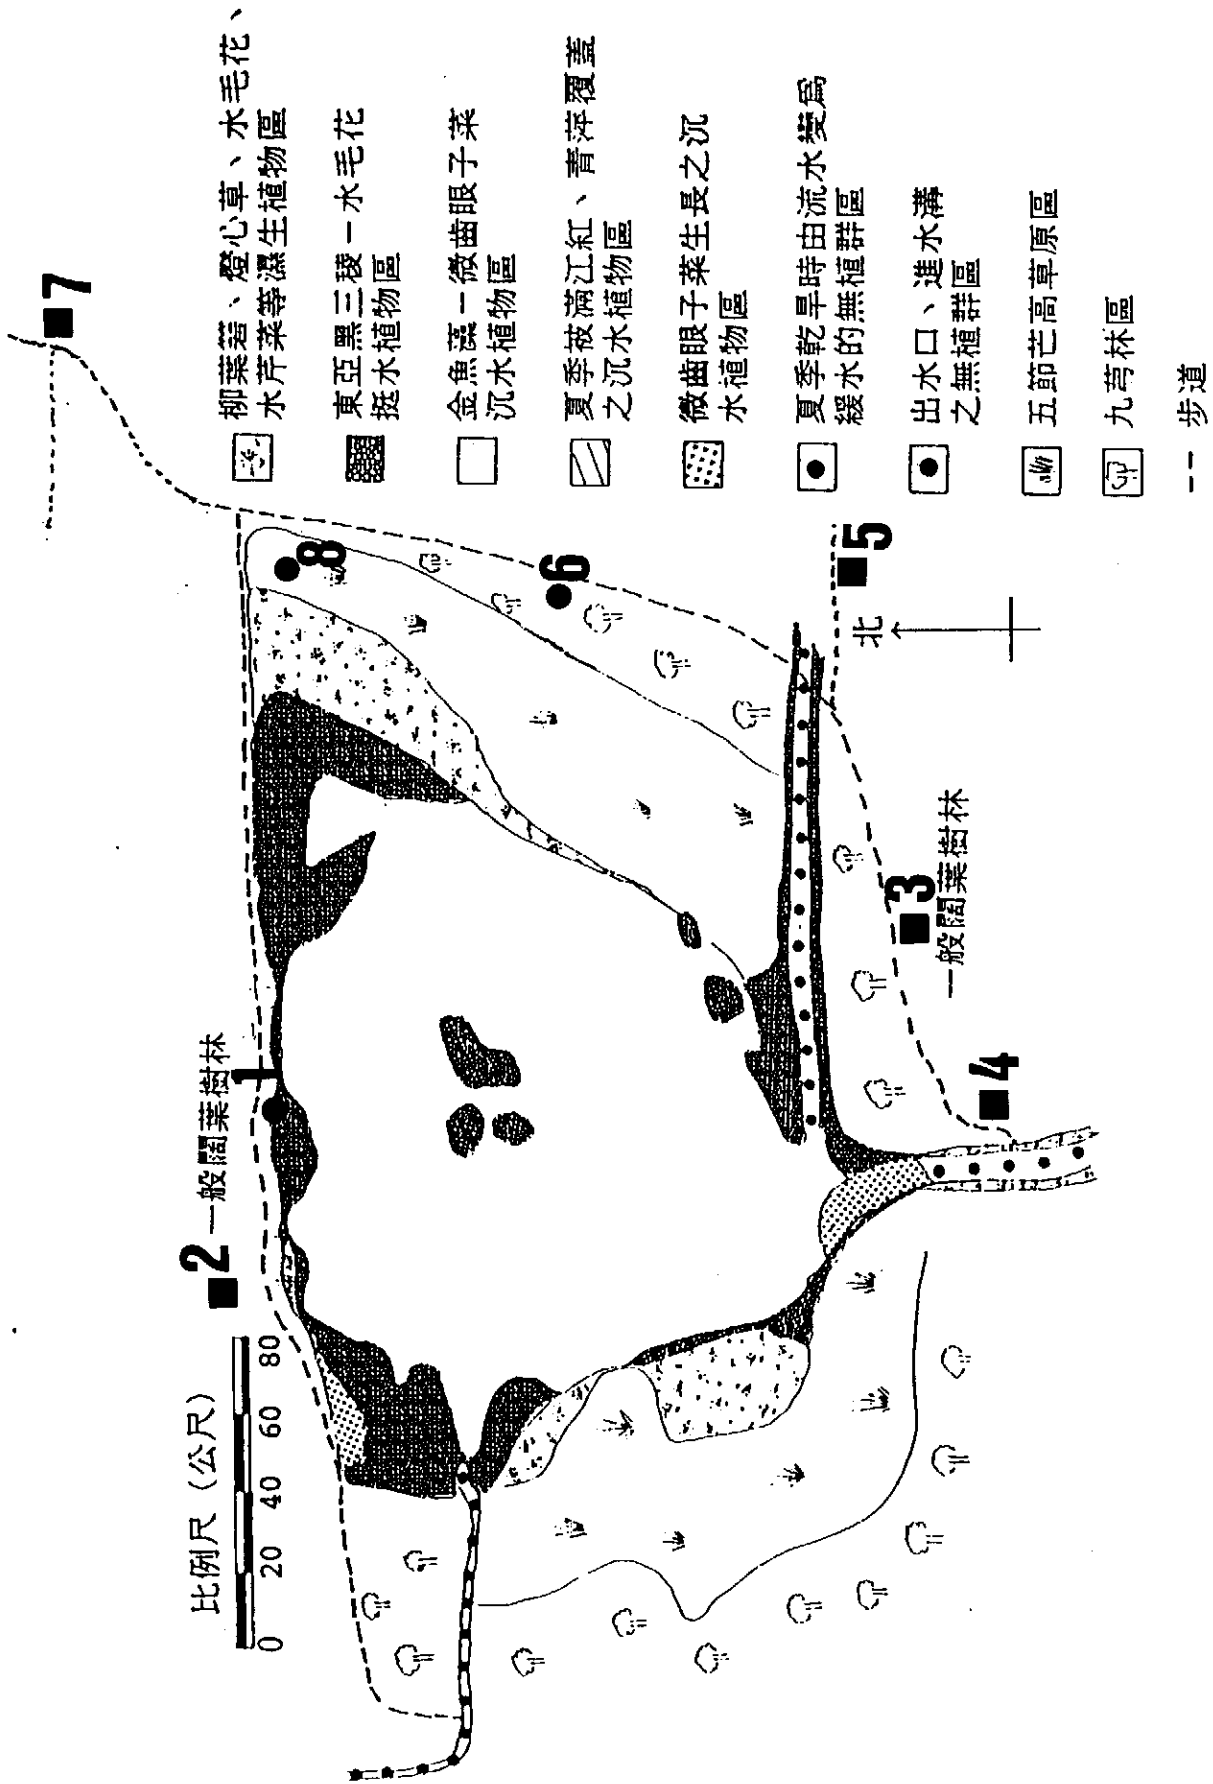 比例尺（公尺）
0 20 40 60 80
2
一般闊葉樹林
1
8
7
6
5
北
3
一般闊葉樹林
4
柳葉箬、燈心草、水毛花、
水芹菜等濕生植物區
東亞黑三稜－水毛花
挺水植物區
金魚藻－微齒眼子菜
沉水植物區
夏季被滿江紅、青萍覆蓋
之沉水植物區
微齒眼子菜生長之沉
水植物區
夏季乾旱時由流水變為
緩水的無植群區
出水口、進水溝
之無植群區
五節芒高草原區
九芎林區
步道